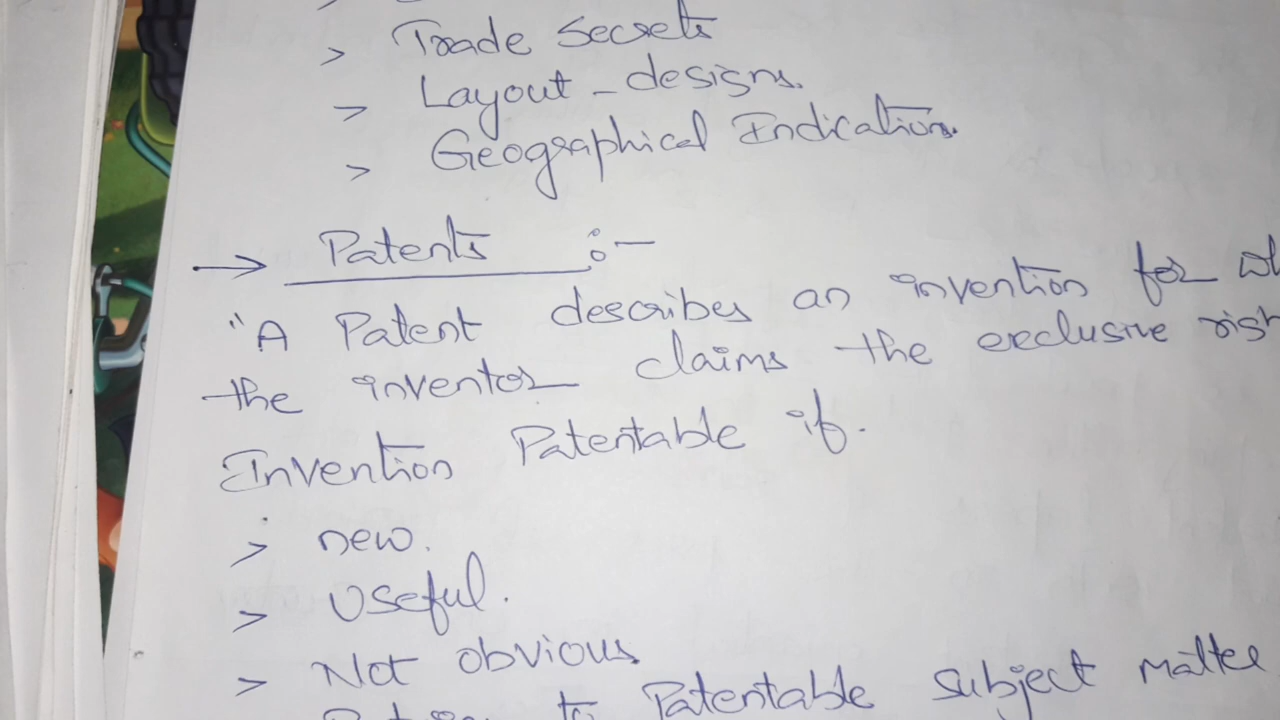 > Trade Secrets
> Layout - designs.
> Geographical Indication.
→ Patents :-
"A Patent describes an invention for
the inventor claims the exclusive
Invention Patentable if.
> new.
> Useful.
> Not obvious
to Patentable subject matter